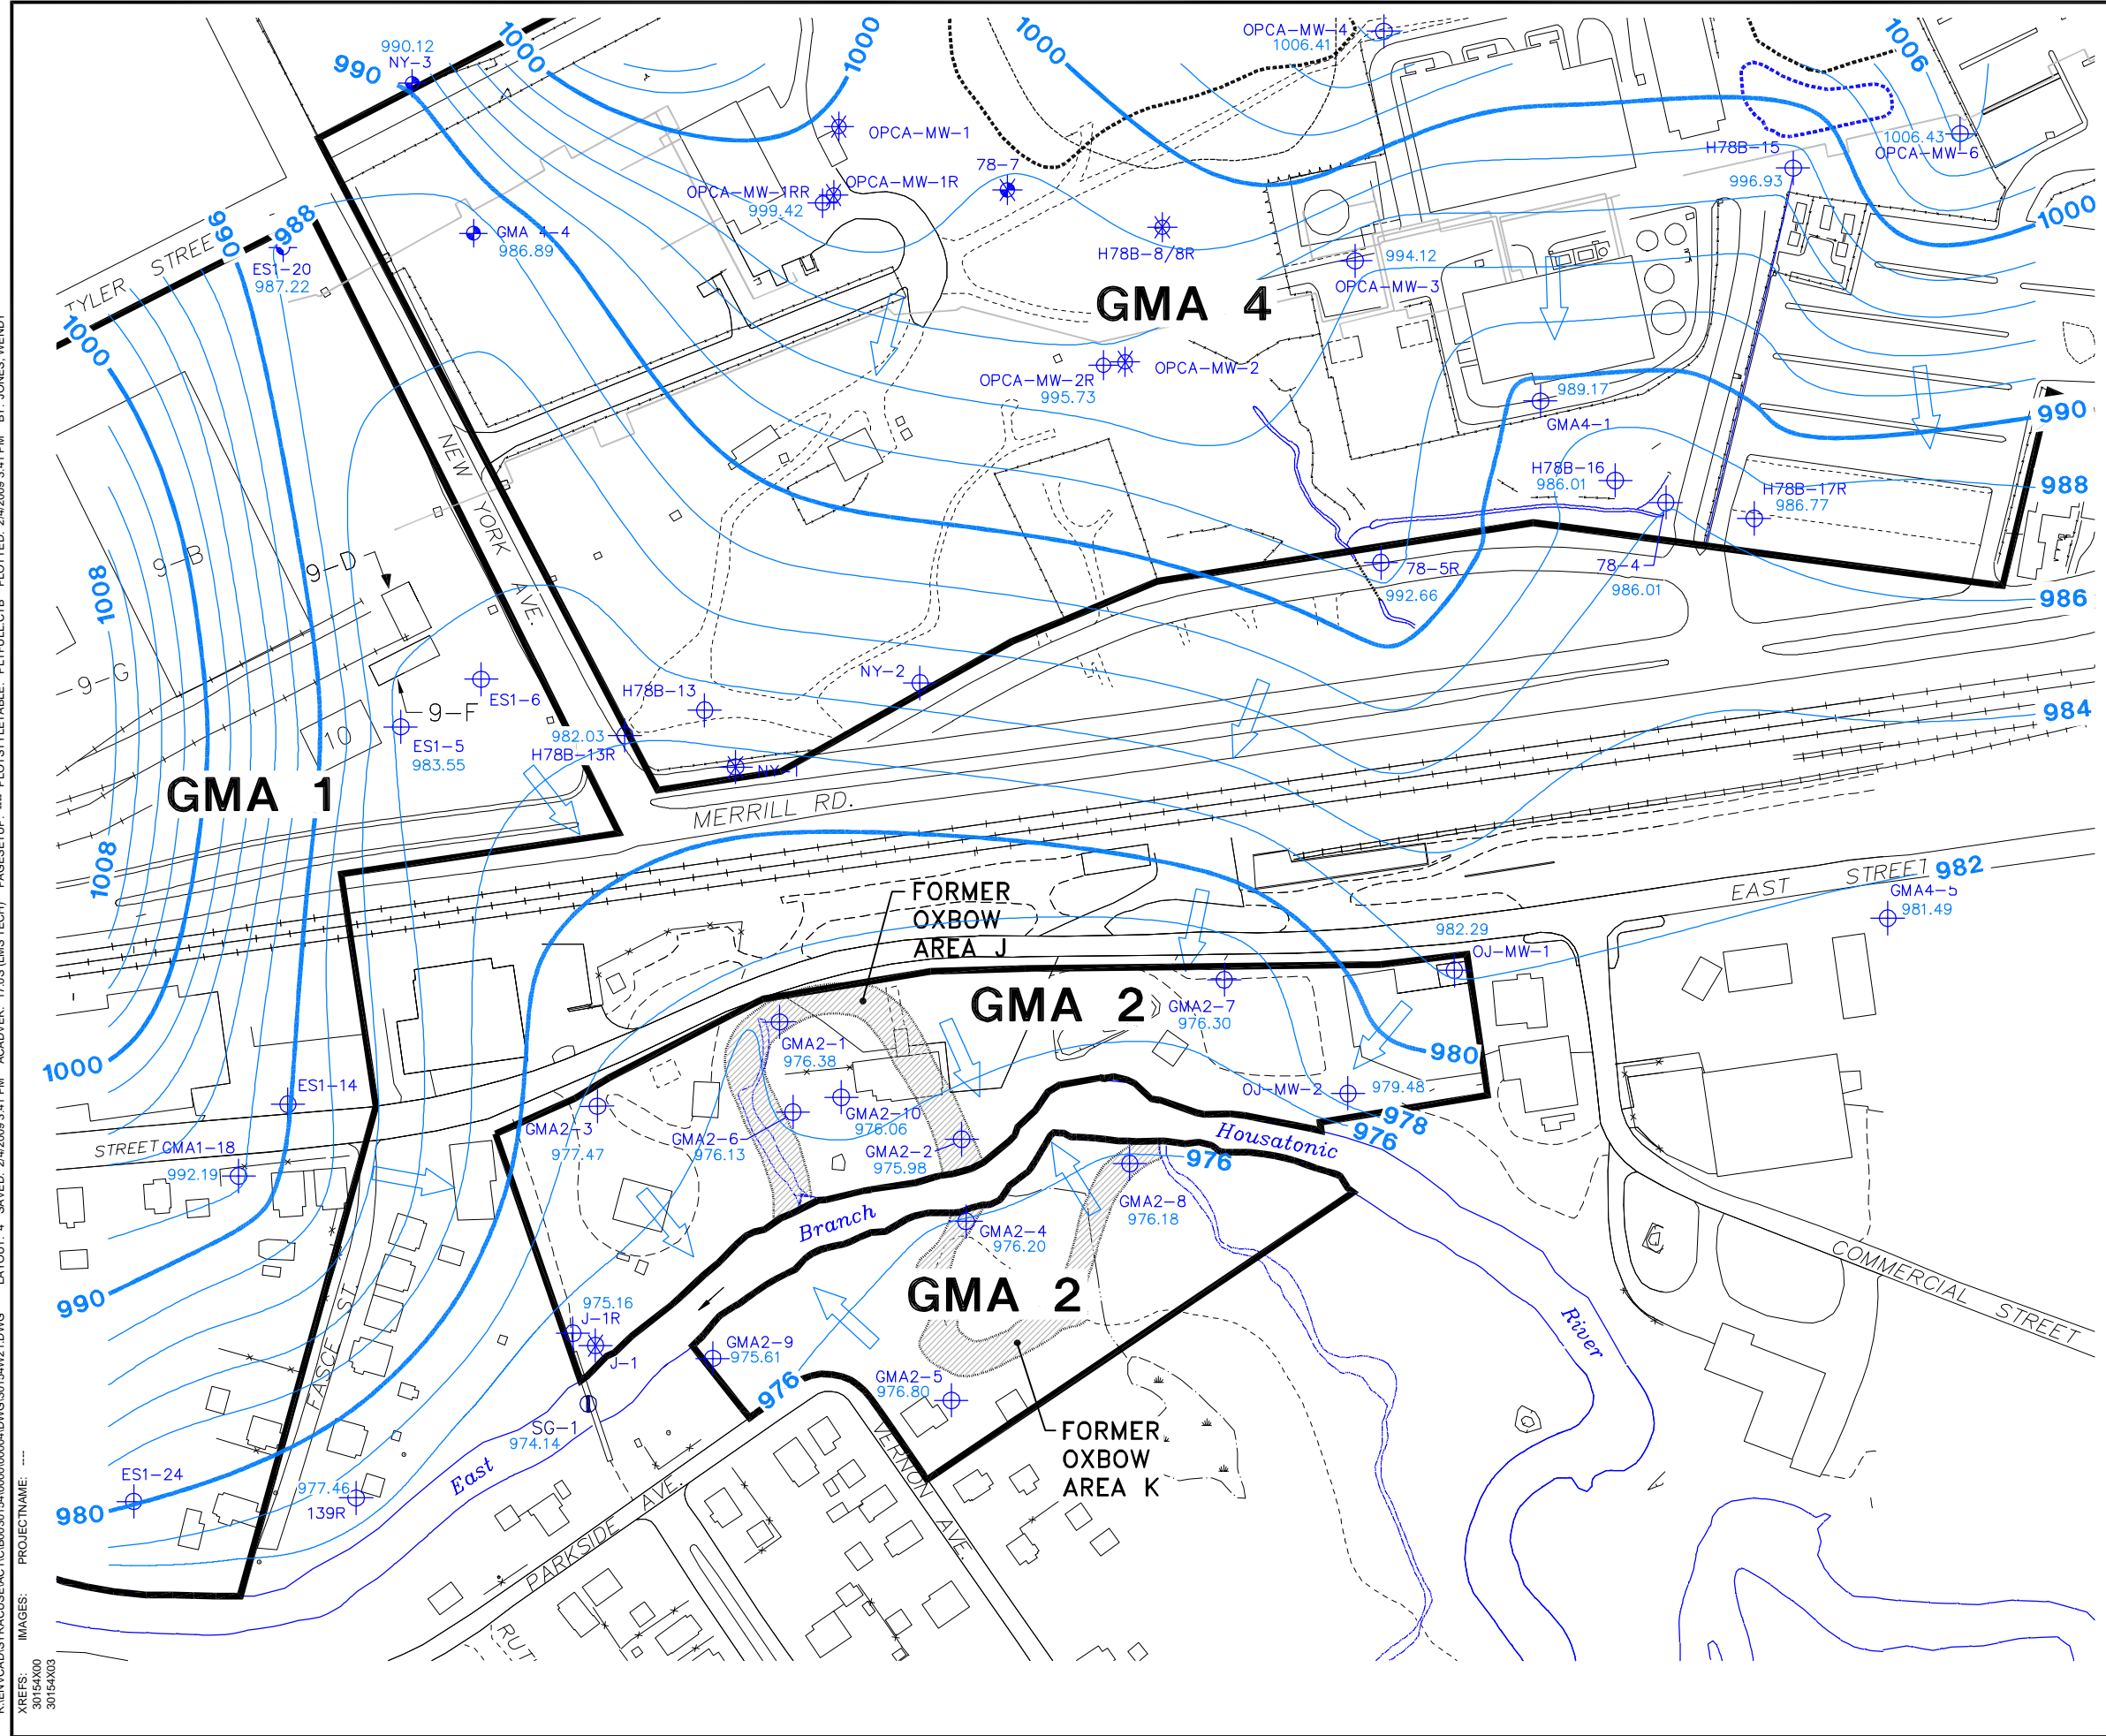 990.12
NY-3
990
1000
1000
1000
OPCA-MW-4
1006.41
1006
OPCA-MW-1
78-7
H78B-15
996.93
1006.43
OPCA-MW-6
OPCA-MW-1RR
OPCA-MW-1R
999.42
GMA 4-4
986.89
H78B-8/8R
994.12
OPCA-MW-3
1000
TYLER STREE
990
988
ES1-20
987.22
1000
GMA 4
OPCA-MW-2R
995.73
OPCA-MW-2
989.17
GMA4-1
990
NEW YORK AVE
H78B-16
986.01
H78B-17R
986.77
988
9-B
9-D
1008
78-5R
992.66
78-4
986.01
986
9-G
ES1-6
9-F
H78B-13
NY-2
984
10
ES1-5
983.55
982.03
H78B-13R
NY-1
GMA 1
MERRILL RD.
1008
FORMER
OXBOW
AREA J
EAST STREET
982
GMA4-5
981.49
982.29
OJ-MW-1
GMA 2
GMA2-7
976.30
GMA2-1
976.38
980
1000
ES1-14
OJ-MW-2
979.48
GMA2-10
976.06
GMA2-3
977.47
GMA2-6
976.13
GMA2-2
975.98
978
976
STREET
GMA1-18
992.19
Housatonic
976
GMA2-8
976.18
Branch
GMA2-4
976.20
COMMERCIAL STREET
GMA 2
990
975.16
J-1R
J-1
River
FASCE ST.
GMA2-9
975.61
976
GMA2-5
976.80
SG-1
974.14
FORMER
OXBOW
AREA K
VERNON AVE.
East
ES1-24
977.46
139R
980
PARKSIDE AVE.
RUT
XREFS:
IMAGES:
PROJECTNAME: ----
30154X00
30154X03